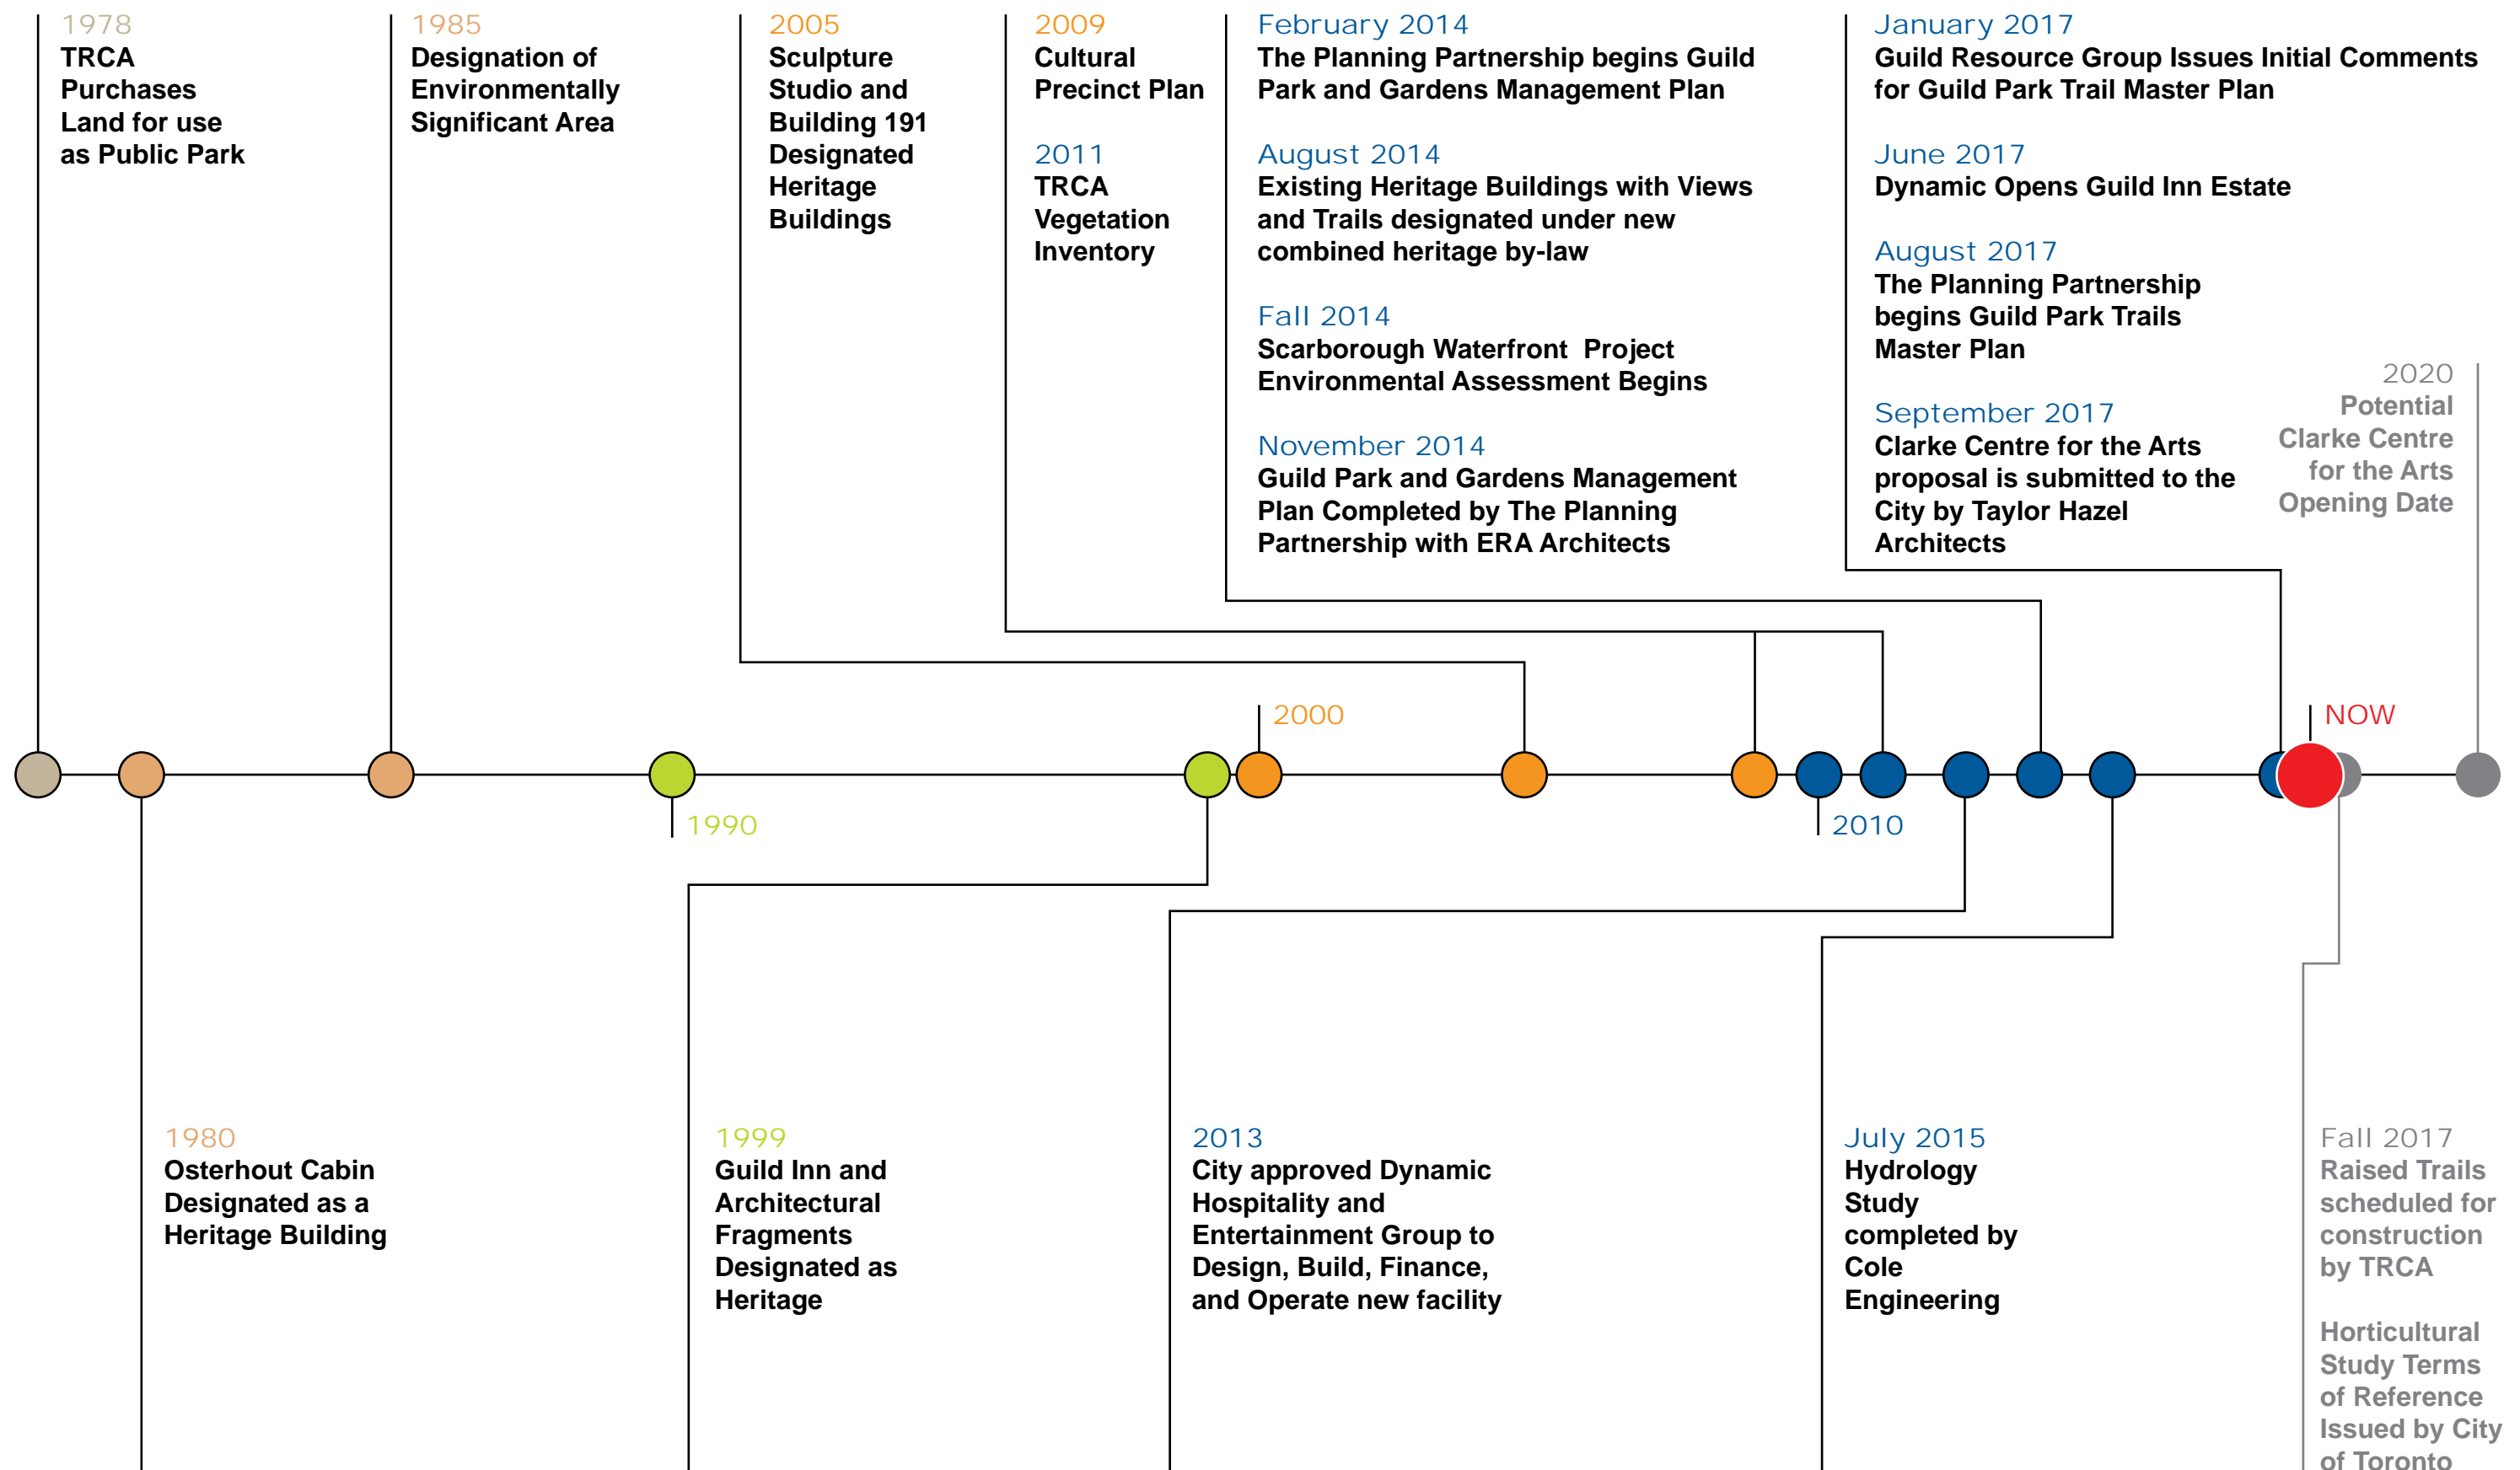 1978
TRCA
Purchases
Land for use
as Public Park
1985
Designation of
Environmentally
Significant Area
2005
Sculpture
Studio and
Building 191
Designated
Heritage
Buildings
2009
Cultural
Precinct Plan
2011
TRCA
Vegetation
Inventory
February 2014
The Planning Partnership begins Guild
Park and Gardens Management Plan
August 2014
Existing Heritage Buildings with Views
and Trails designated under new
combined heritage by-law
Fall 2014
Scarborough Waterfront Project
Environmental Assessment Begins
November 2014
Guild Park and Gardens Management
Plan Completed by The Planning
Partnership with ERA Architects
January 2017
Guild Resource Group Issues Initial Comments
for Guild Park Trail Master Plan
June 2017
Dynamic Opens Guild Inn Estate
August 2017
The Planning Partnership
begins Guild Park Trails
Master Plan
September 2017
Clarke Centre for the Arts
proposal is submitted to the
City by Taylor Hazel
Architects
2020
Potential
Clarke Centre
for the Arts
Opening Date
2000
NOW
1990
2010
1980
Osterhout Cabin
Designated as a
Heritage Building
1999
Guild Inn and
Architectural
Fragments
Designated as
Heritage
2013
City approved Dynamic
Hospitality and
Entertainment Group to
Design, Build, Finance,
and Operate new facility
July 2015
Hydrology
Study
completed by
Cole
Engineering
Fall 2017
Raised Trails
scheduled for
construction
by TRCA
Horticultural
Study Terms
of Reference
Issued by City
of Toronto